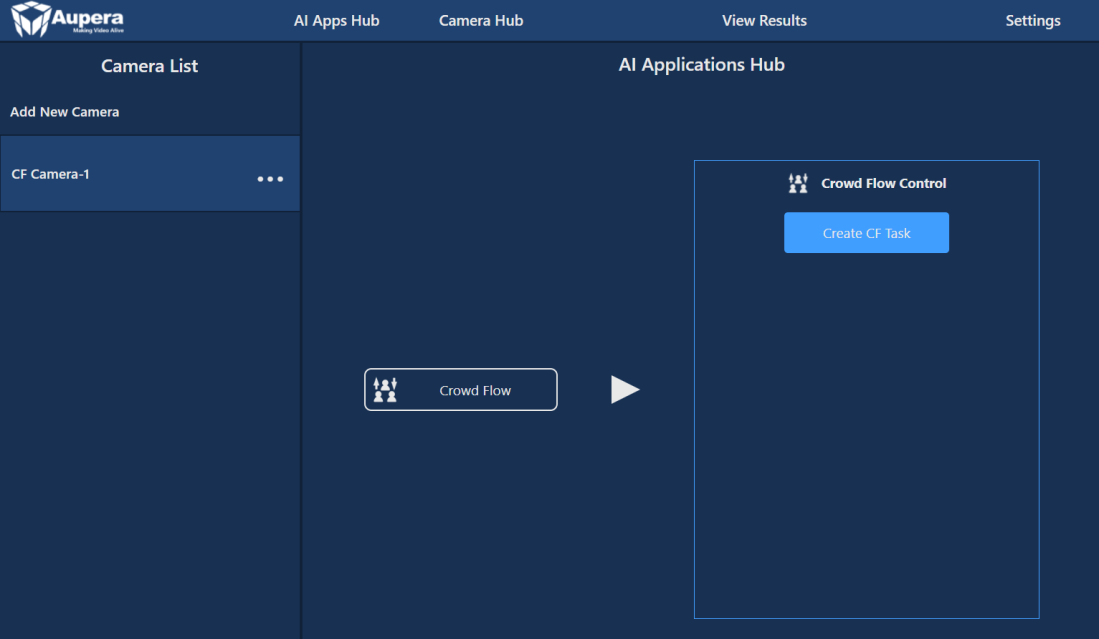 Aupera
Making Video Alive
AI Apps Hub
Camera Hub
View Results
Settings
Camera List
Add New Camera
CF Camera-1
AI Applications Hub
Crowd Flow
Crowd Flow Control
Create CF Task